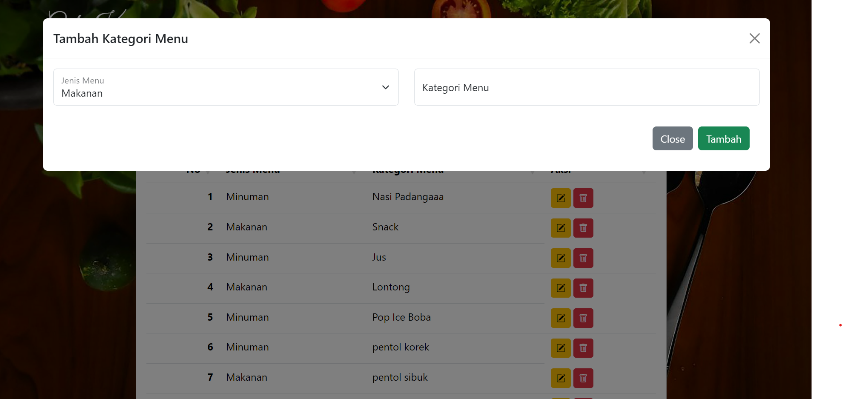 Tambah Kategori Menu
Jenis Menu
Makanan
Kategori Menu
Close
Tambah
No Jenis Menu Kategori Menu
1 Minuman Nasi Padangaaa
2 Makanan Snack
3 Minuman Jus
4 Makanan Lontong
5 Minuman Pop Ice Boba
6 Minuman pentol korek
7 Makanan pentol sibuk